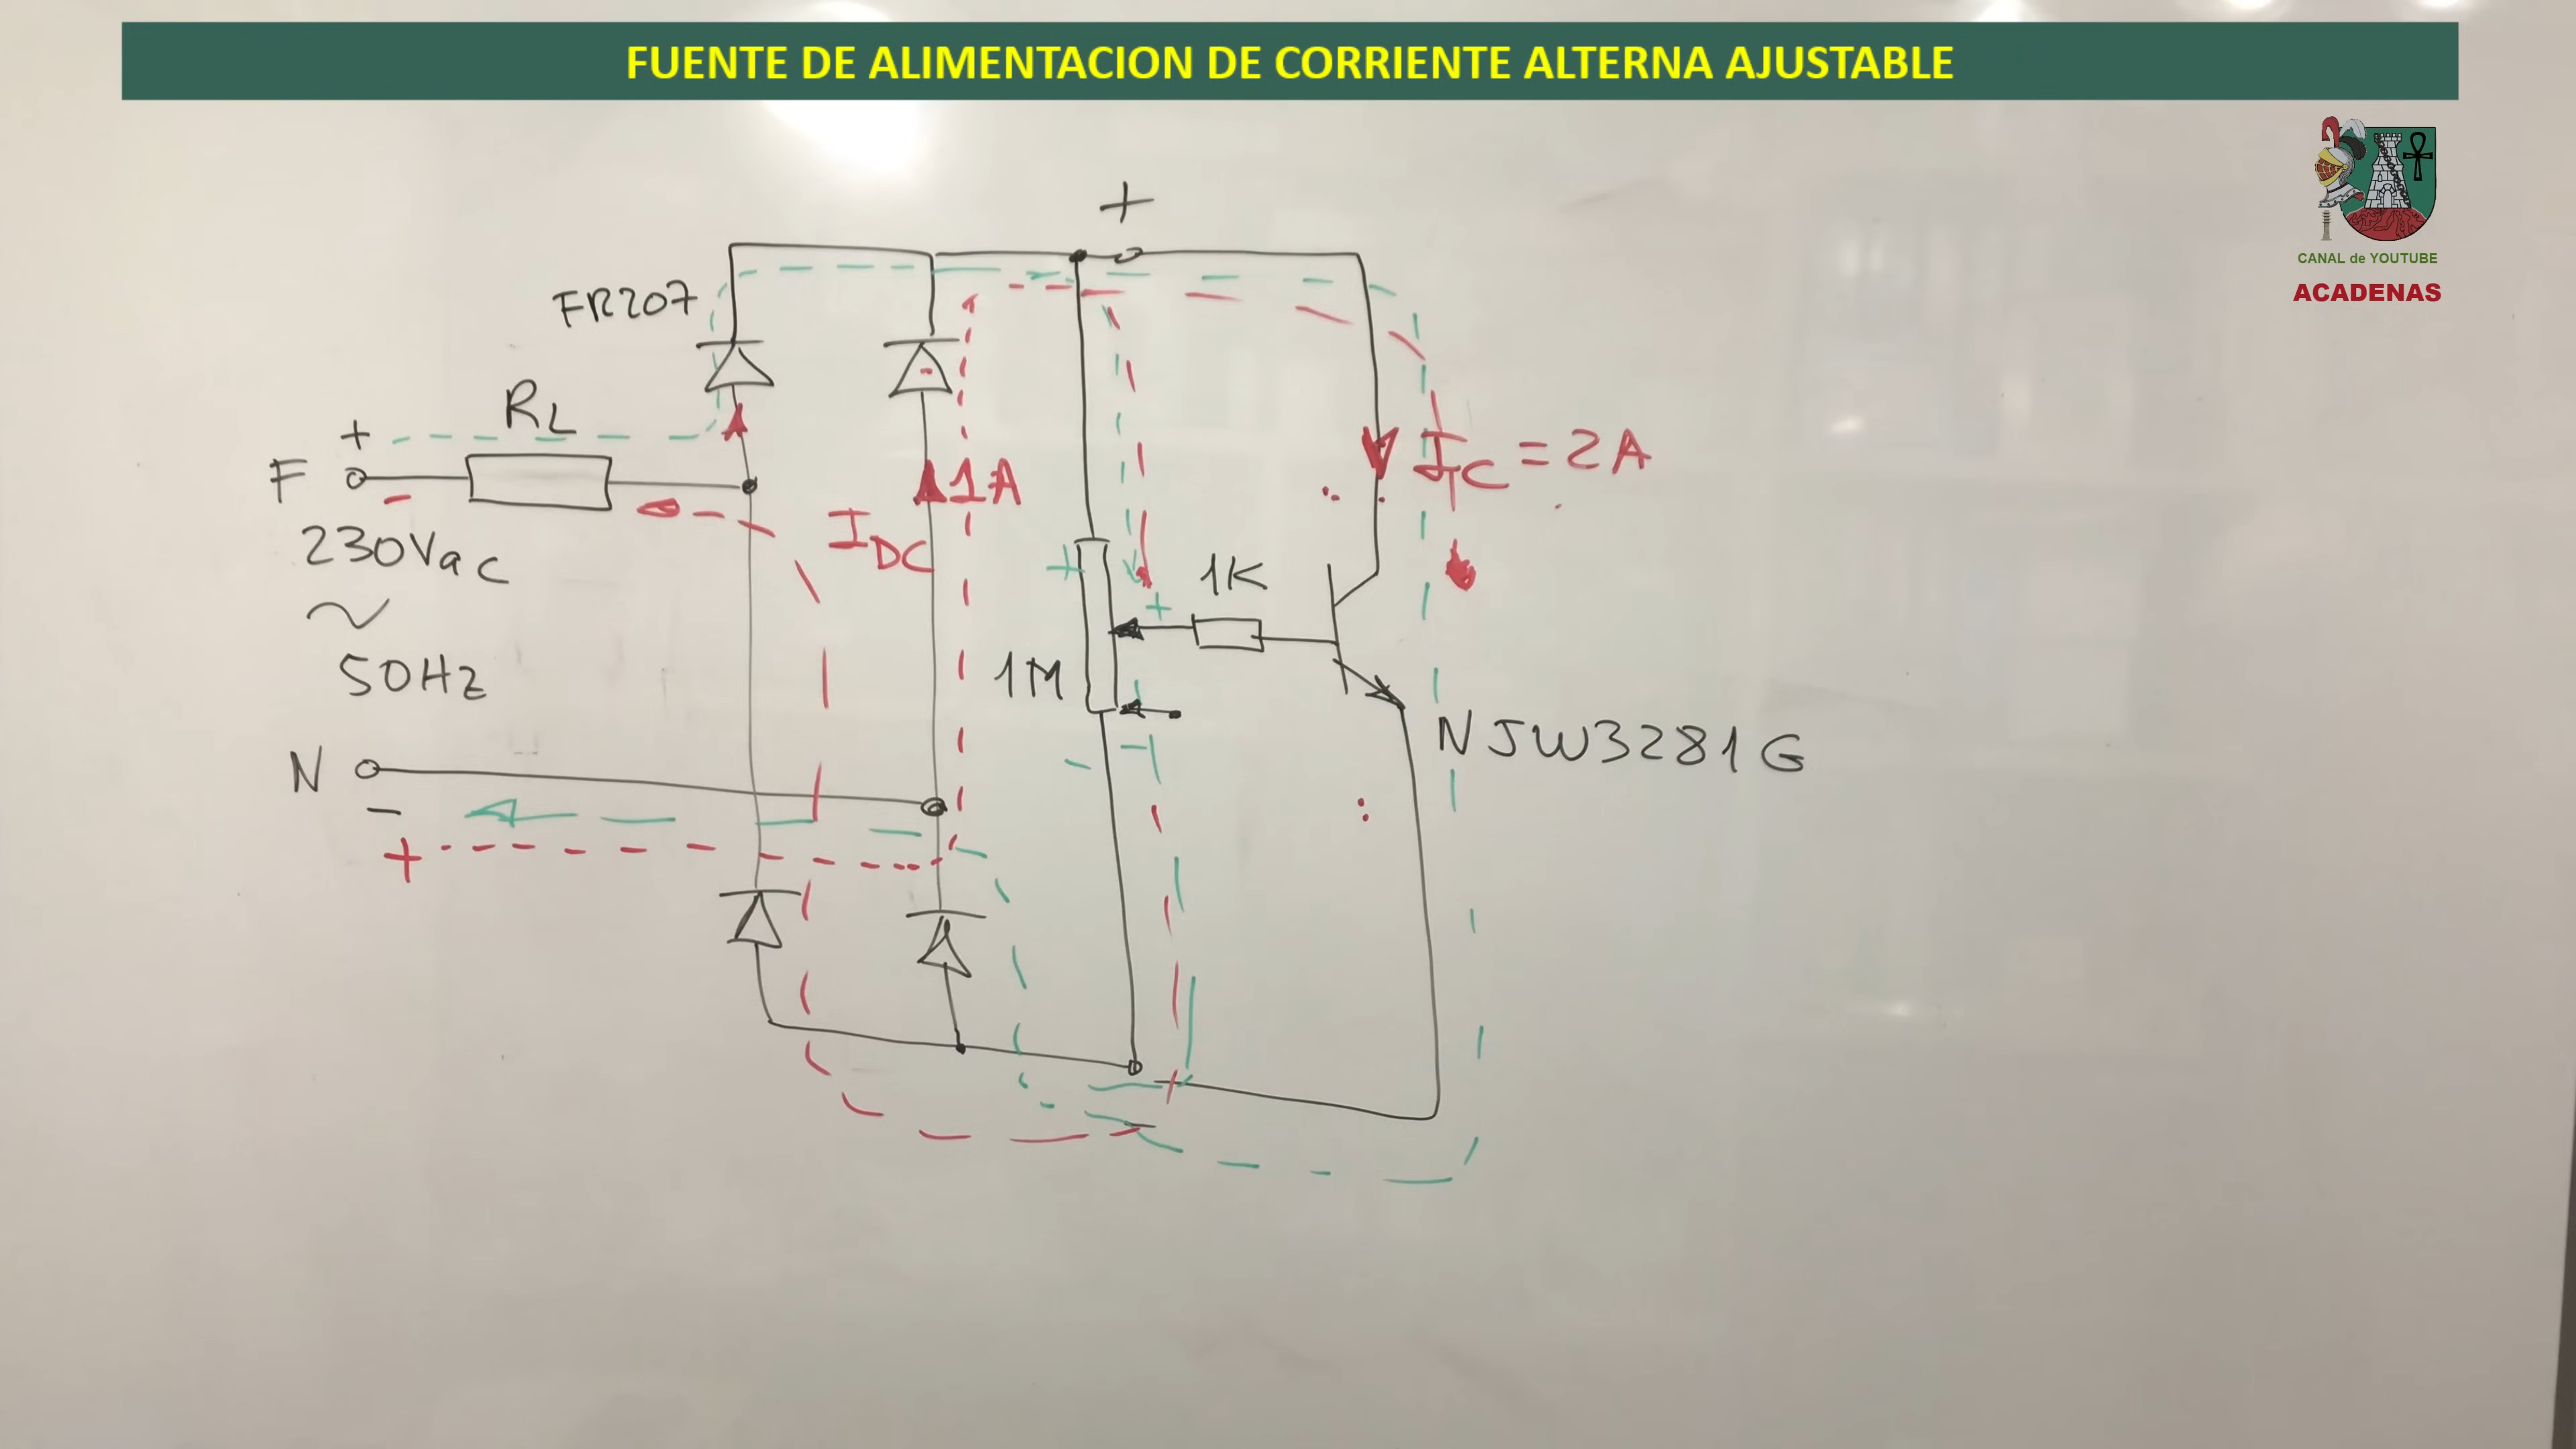 FUENTE DE ALIMENTACION DE CORRIENTE ALTERNA AJUSTABLE
CANAL de YOUTUBE
ACADENAS
+
FR207
RL
+
F
-
230Vac
~
50Hz
N
-
+
IDC
1A
IC = 2A
+
+
1K
1M
-
-
NJW3281G
-